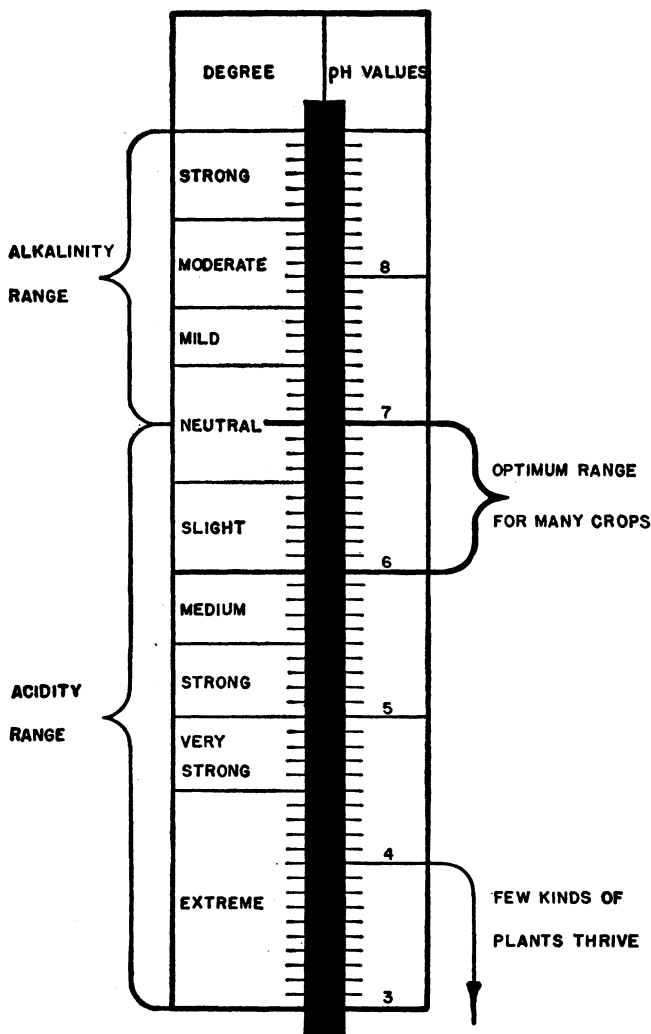 DEGREE
pH VALUES
STRONG
ALKALINITY
RANGE
MODERATE
8
MILD
7
NEUTRAL
OPTIMUM RANGE
FOR MANY CROPS
SLIGHT
6
MEDIUM
ACIDITY
RANGE
STRONG
5
VERY
STRONG
4
EXTREME
FEW KINDS OF
PLANTS THRIVE
3